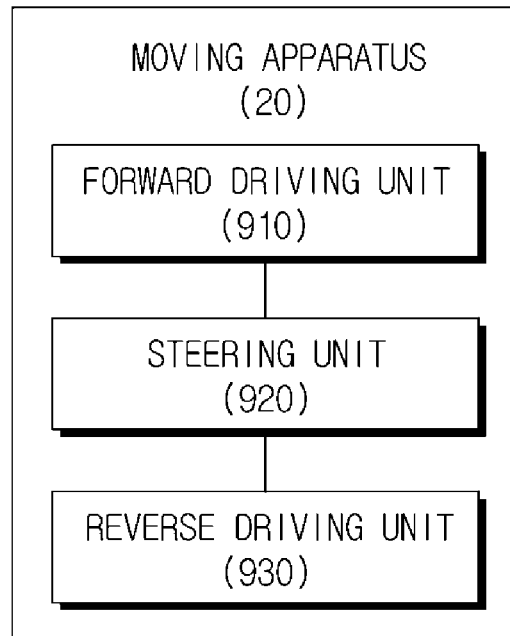 MOVING APPARATUS
(20)
FORWARD DRIVING UNIT
(910)
STEERING UNIT
(920)
REVERSE DRIVING UNIT
(930)